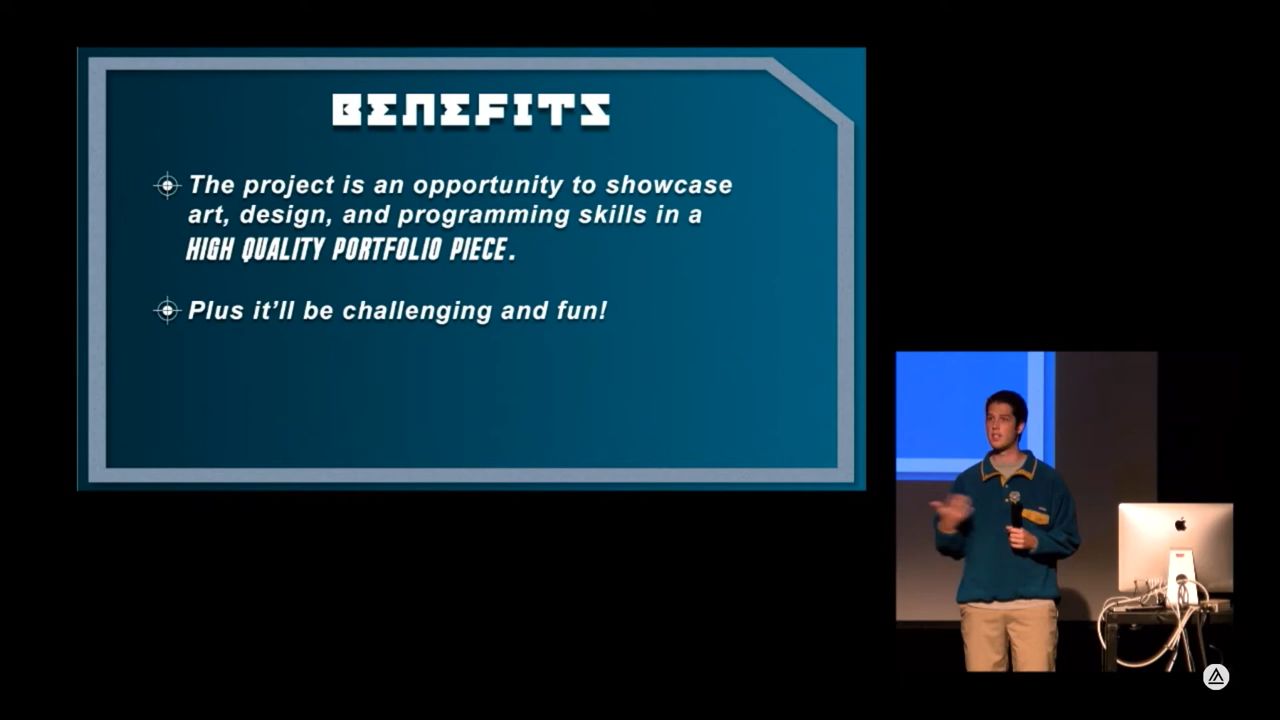 BENEFITS
The project is an opportunity to showcase
art, design, and programming skills in a
HIGH QUALITY PORTFOLIO PIECE.
Plus it'll be challenging and fun!